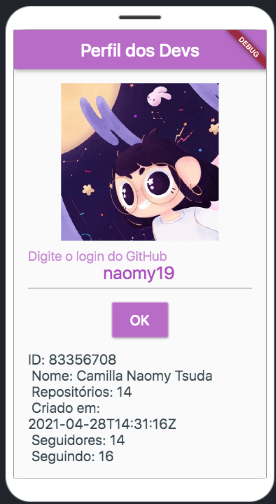 Perfil dos Devs
DEBUG
Digite o login do GitHub
naomy19
OK
ID: 83356708
Nome: Camilla Naomy Tsuda
Repositórios: 14
Criado em:
2021-04-28T14:31:16Z
Seguidores: 14
Seguindo: 16